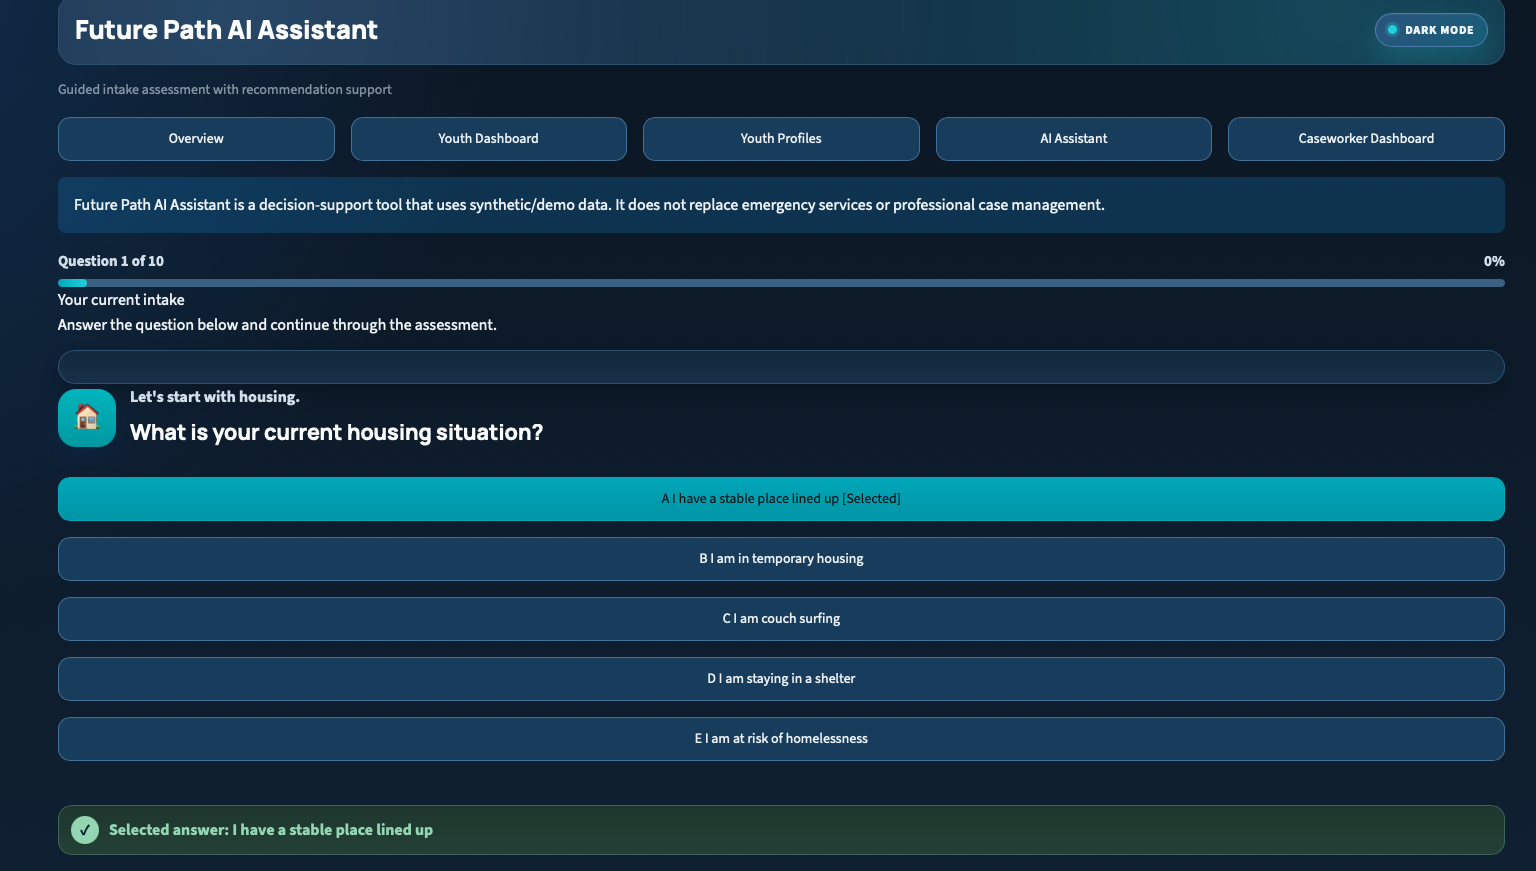 Future Path AI Assistant
DARK MODE
Guided intake assessment with recommendation support
Overview
Youth Dashboard
Youth Profiles
AI Assistant
Caseworker Dashboard
Future Path AI Assistant is a decision-support tool that uses synthetic/demo data. It does not replace emergency services or professional case management.
Question 1 of 10
0%
Your current intake
Answer the question below and continue through the assessment.
Let's start with housing.
What is your current housing situation?
A I have a stable place lined up [Selected]
B I am in temporary housing
C I am couch surfing
D I am staying in a shelter
E I am at risk of homelessness
Selected answer: I have a stable place lined up